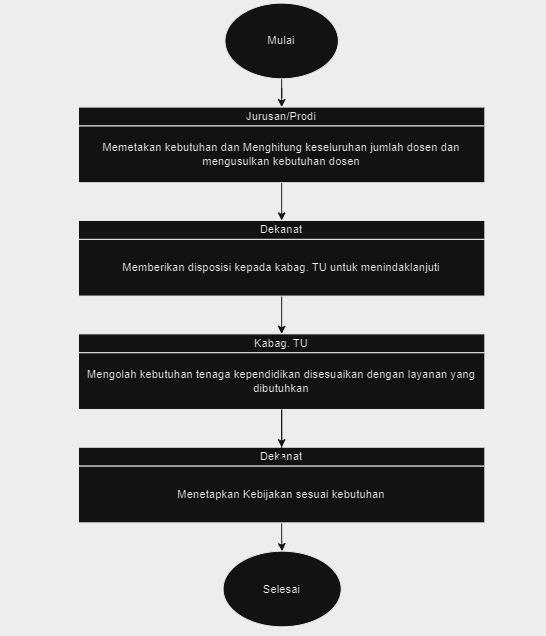 Mulai
Jurusan/Prodi
Memetakan kebutuhan dan Menghitung keseluruhan jumlah dosen dan
mengusulkan kebutuhan dosen
Dekanat
Memberikan disposisi kepada kabag. TU untuk menindaklanjuti
Kabag. TU
Mengolah kebutuhan tenaga kependidikan disesuaikan dengan layanan yang
dibutuhkan
Dekanat
Menetapkan Kebijakan sesuai kebutuhan
Selesai